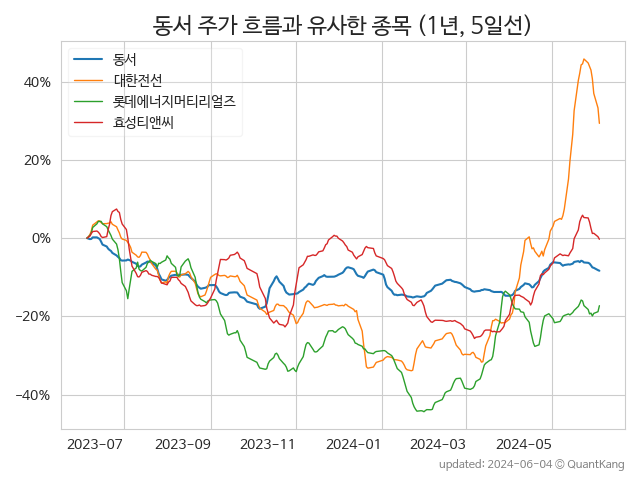 동서 주가 흐름과 유사한 종목 (1년, 5일선)
동서
대한전선
롯데에너지머티리얼즈
효성티앤씨
40%
20%
0%
−20%
−40%
2023-07 2023-09 2023-11 2024-01 2024-03 2024-05
updated: 2024-06-04 © QuantKang